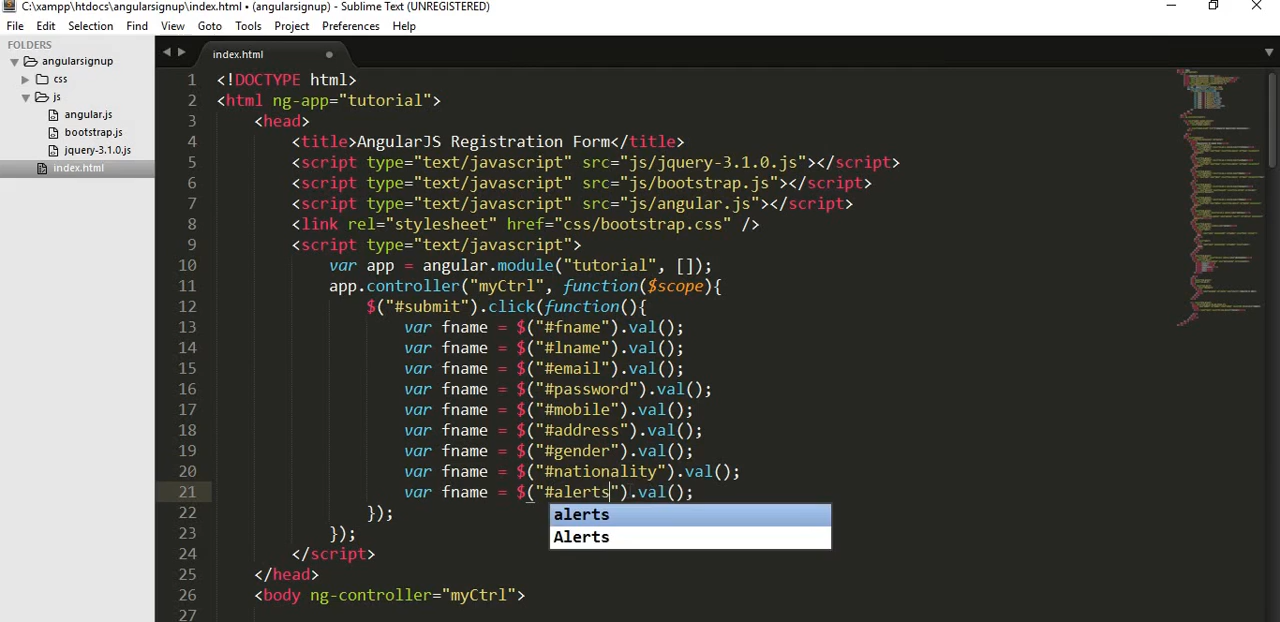 C:\xampp\htdocs\angularsignup\index.html • (angularsignup) - Sublime Text (UNREGISTERED)
File Edit Selection Find View Goto Tools Project Preferences Help
FOLDERS
angularsignup
css
js
angular.js
bootstrap.js
jquery-3.1.0.js
index.html
index.html
1 <!DOCTYPE html>
2 <html ng-app="tutorial">
3 <head>
4 <title>AngularJS Registration Form</title>
5 <script type="text/javascript" src="js/jquery-3.1.0.js"></script>
6 <script type="text/javascript" src="js/bootstrap.js"></script>
7 <script type="text/javascript" src="js/angular.js"></script>
8 <link rel="stylesheet" href="css/bootstrap.css" />
9 <script type="text/javascript">
10 var app = angular.module("tutorial", []);
11 app.controller("myCtrl", function($scope){
12 $("#submit").click(function(){
13 var fname = $("#fname").val();
14 var fname = $("#lname").val();
15 var fname = $("#email").val();
16 var fname = $("#password").val();
17 var fname = $("#mobile").val();
18 var fname = $("#address").val();
19 var fname = $("#gender").val();
20 var fname = $("#nationality").val();
21 var fname = $("#alerts").val();
alerts
Alerts
22 });
23 });
24 </script>
25 </head>
26 <body ng-controller="myCtrl">
27